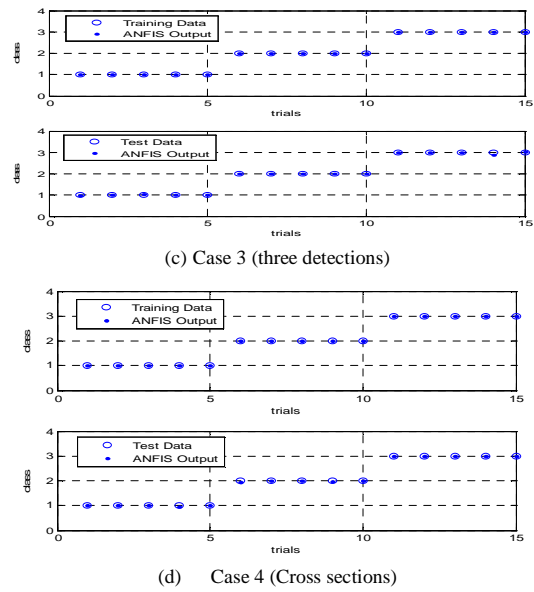 4
3
2
1
0
class
Training Data
ANFIS Output
0 5 10 15
trials
4
3
2
1
0
class
Test Data
ANFIS Output
0 5 10 15
trials
(c) Case 3 (three detections)
4
3
2
1
0
class
Training Data
ANFIS Output
0 5 10 15
trials
4
3
2
1
0
class
Test Data
ANFIS Output
0 5 10 15
trials
(d) Case 4 (Cross sections)